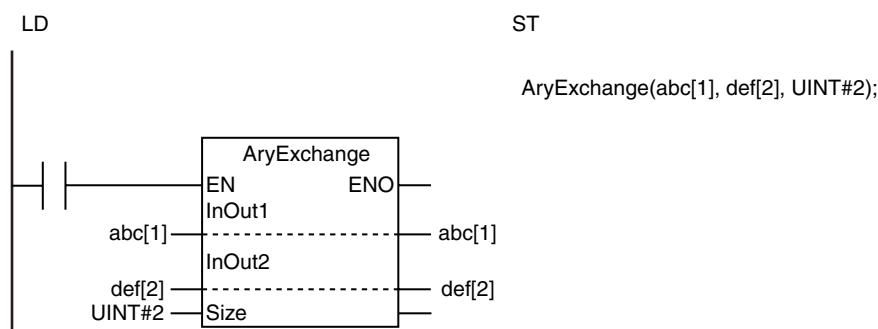 LD ST
AryExchange(abc[1], def[2], UINT#2);
AryExchange
EN ENO
InOut1
abc[1] abc[1]
InOut2
def[2] def[2]
UINT#2 Size